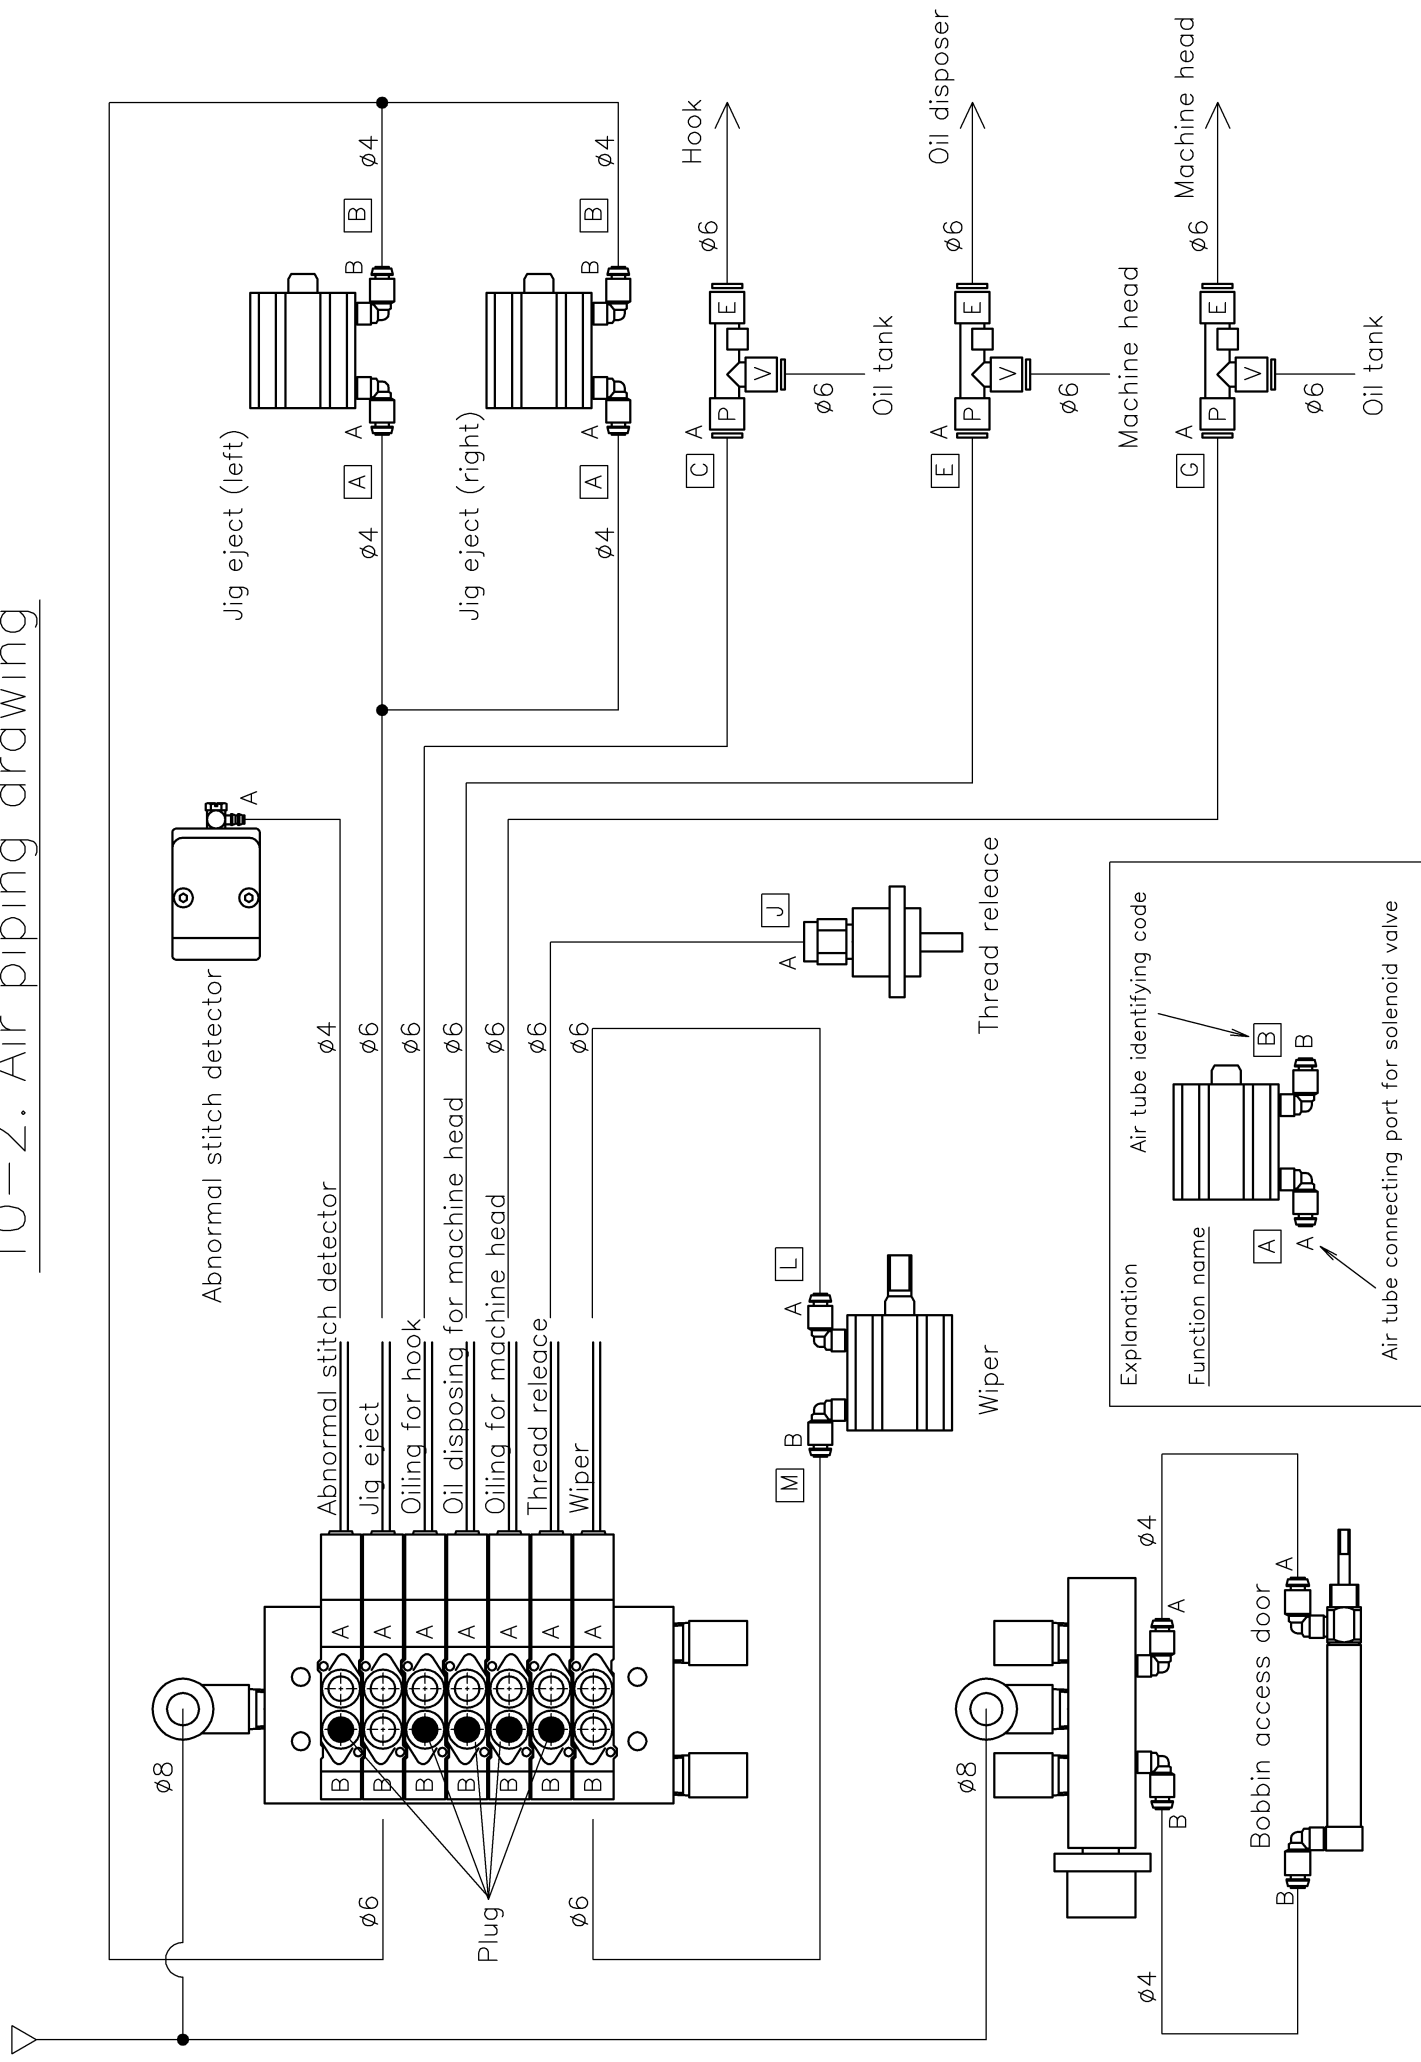 10-2. Air piping drawing
Abnormal stitch detector
A
Jig eject (left)
A
A
B
B
ø4
ø4
Jig eject (right)
A
A
B
B
ø4
ø4
C
A
P
V
E
ø6
Hook
ø6
Oil tank
E
A
P
V
E
ø6
Oil disposer
ø6
Machine head
G
A
P
V
E
ø6
Machine head
ø6
Oil tank
ø8
B
A
Abnormal stitch detector
ø4
ø6
B
A
Jig eject
ø6
B
A
Oiling for hook
ø6
B
A
Oil disposing for machine head
ø6
B
A
Oiling for machine head
ø6
B
A
Thread releace
ø6
ø6
B
A
Wiper
ø6
Plug
J
A
Thread releace
M
B
A
L
Wiper
ø8
B
A
ø4
ø4
Bobbin access door
B
A
Explanation
Function name
Air tube identifying code
A
B
A
B
Air tube connecting port for solenoid valve